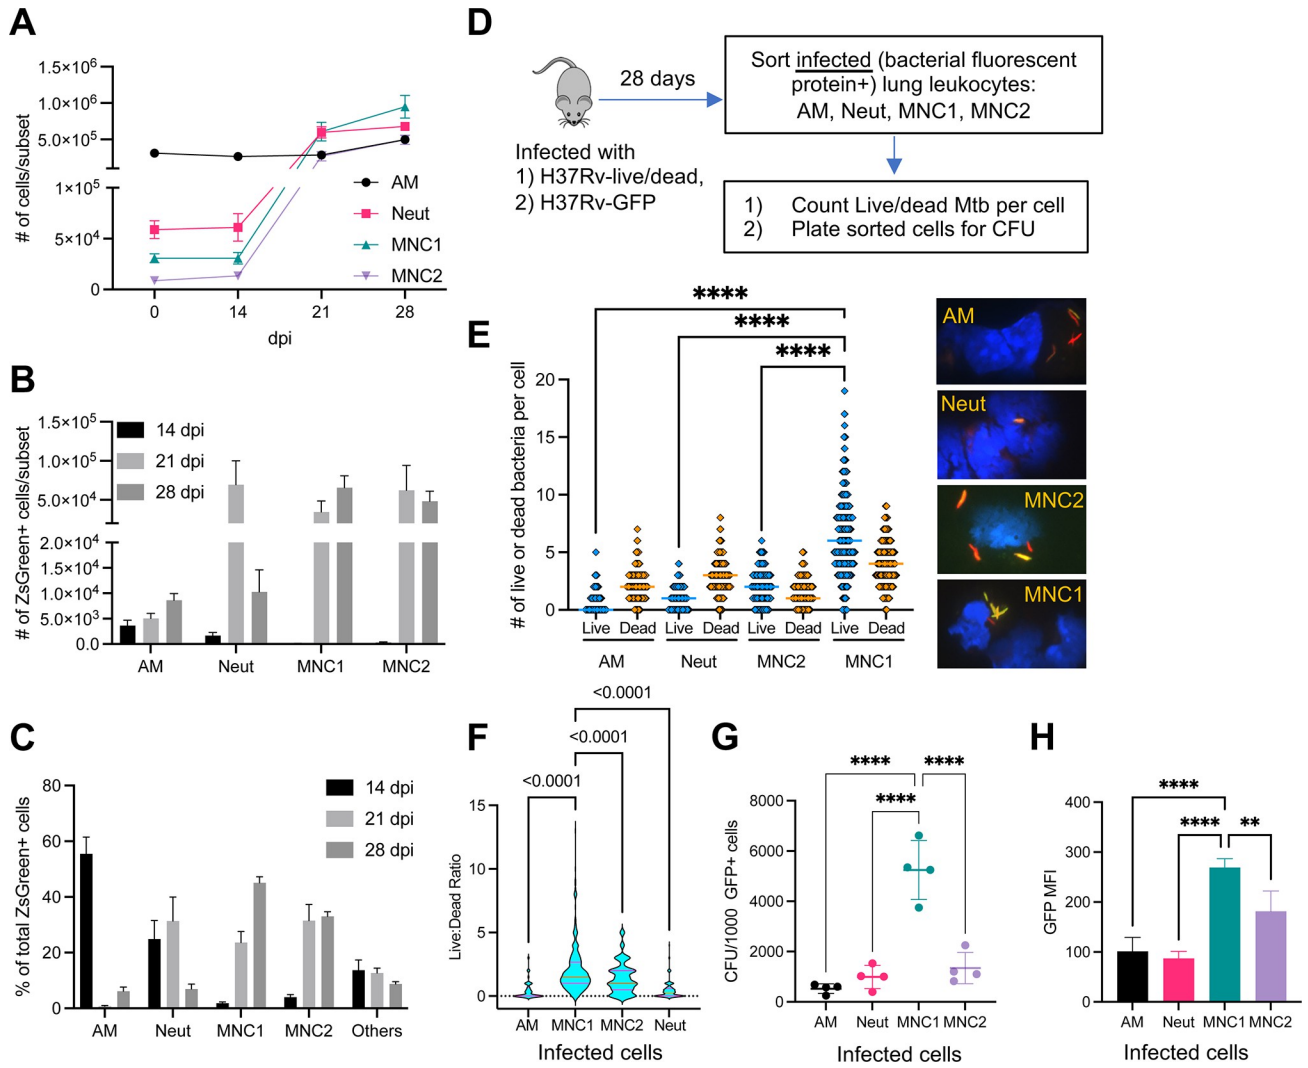 A
# of cells/subset
1.5×10⁶
1.0×10⁶
5.0×10⁵
1×10⁵
5×10⁴
0
0 14 21 28
dpi
AM
Neut
MNC1
MNC2
B
# of ZsGreen+ cells/subset
1.5×10⁵
1.0×10⁵
5.0×10⁴
2.0×10⁴
1.5×10⁴
1.0×10⁴
5.0×10³
0.0
14 dpi
21 dpi
28 dpi
AM Neut MNC1 MNC2
C
% of total ZsGreen+ cells
80
60
40
20
0
14 dpi
21 dpi
28 dpi
AM Neut MNC1 MNC2 Others
D
28 days
Infected with
1) H37Rv-live/dead,
2) H37Rv-GFP
Sort infected (bacterial fluorescent
protein+) lung leukocytes:
AM, Neut, MNC1, MNC2
1) Count Live/dead Mtb per cell
2) Plate sorted cells for CFU
E
# of live or dead bacteria per cell
20
15
10
5
0
****
****
****
Live Dead Live Dead Live Dead Live Dead
AM Neut MNC2 MNC1
AM
Neut
MNC2
MNC1
F
Live:Dead Ratio
15
10
5
0
<0.0001
<0.0001
<0.0001
AM MNC1 MNC2 Neut
Infected cells
G
CFU/1000 GFP+ cells
8000
6000
4000
2000
0
**** ****
****
AM Neut MNC1 MNC2
Infected cells
H
GFP MFI
400
300
200
100
0
****
**** **
AM Neut MNC1 MNC2
Infected cells